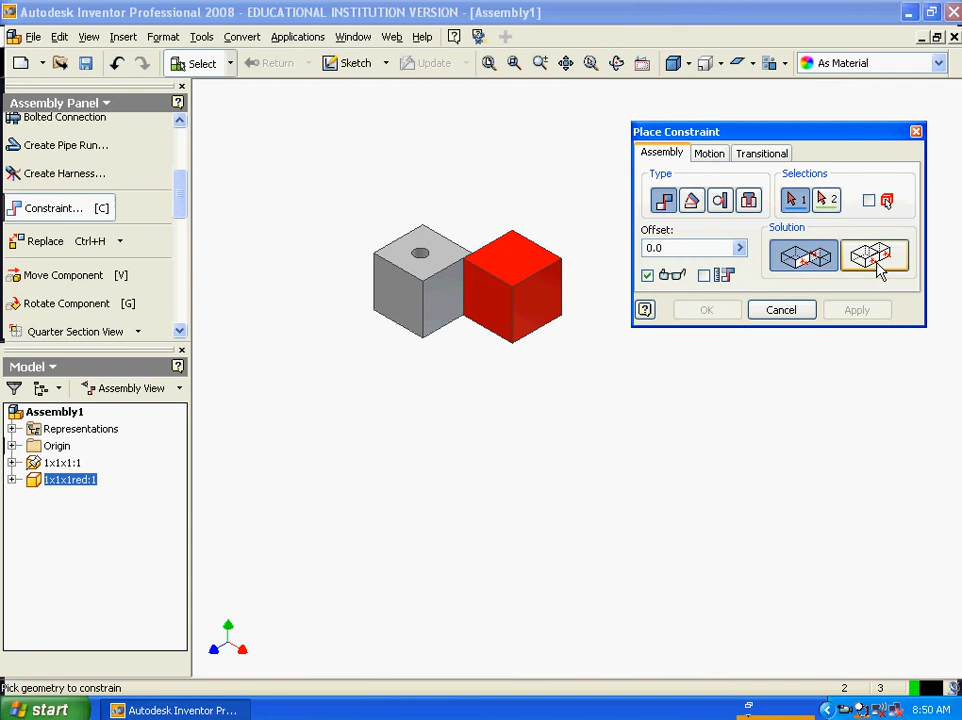 Autodesk Inventor Professional 2008 - EDUCATIONAL INSTITUTION VERSION - [Assembly1]
File Edit View Insert Format Tools Convert Applications Window Web Help
Select Return Sketch Update As Material
Assembly Panel
Bolted Connection
Create Pipe Run...
Create Harness...
Constraint... [C]
Replace Ctrl+H
Move Component [V]
Rotate Component [G]
Quarter Section View
Model
Assembly View
Assembly1
Representations
Origin
1x1x1:1
1x1x1red:1
Place Constraint
Assembly Motion Transitional
Type Selections
1 2
Offset: Solution
0.0
OK Cancel Apply
Pick geometry to constrain 2 3
start Autodesk Inventor Pr... 8:50 AM